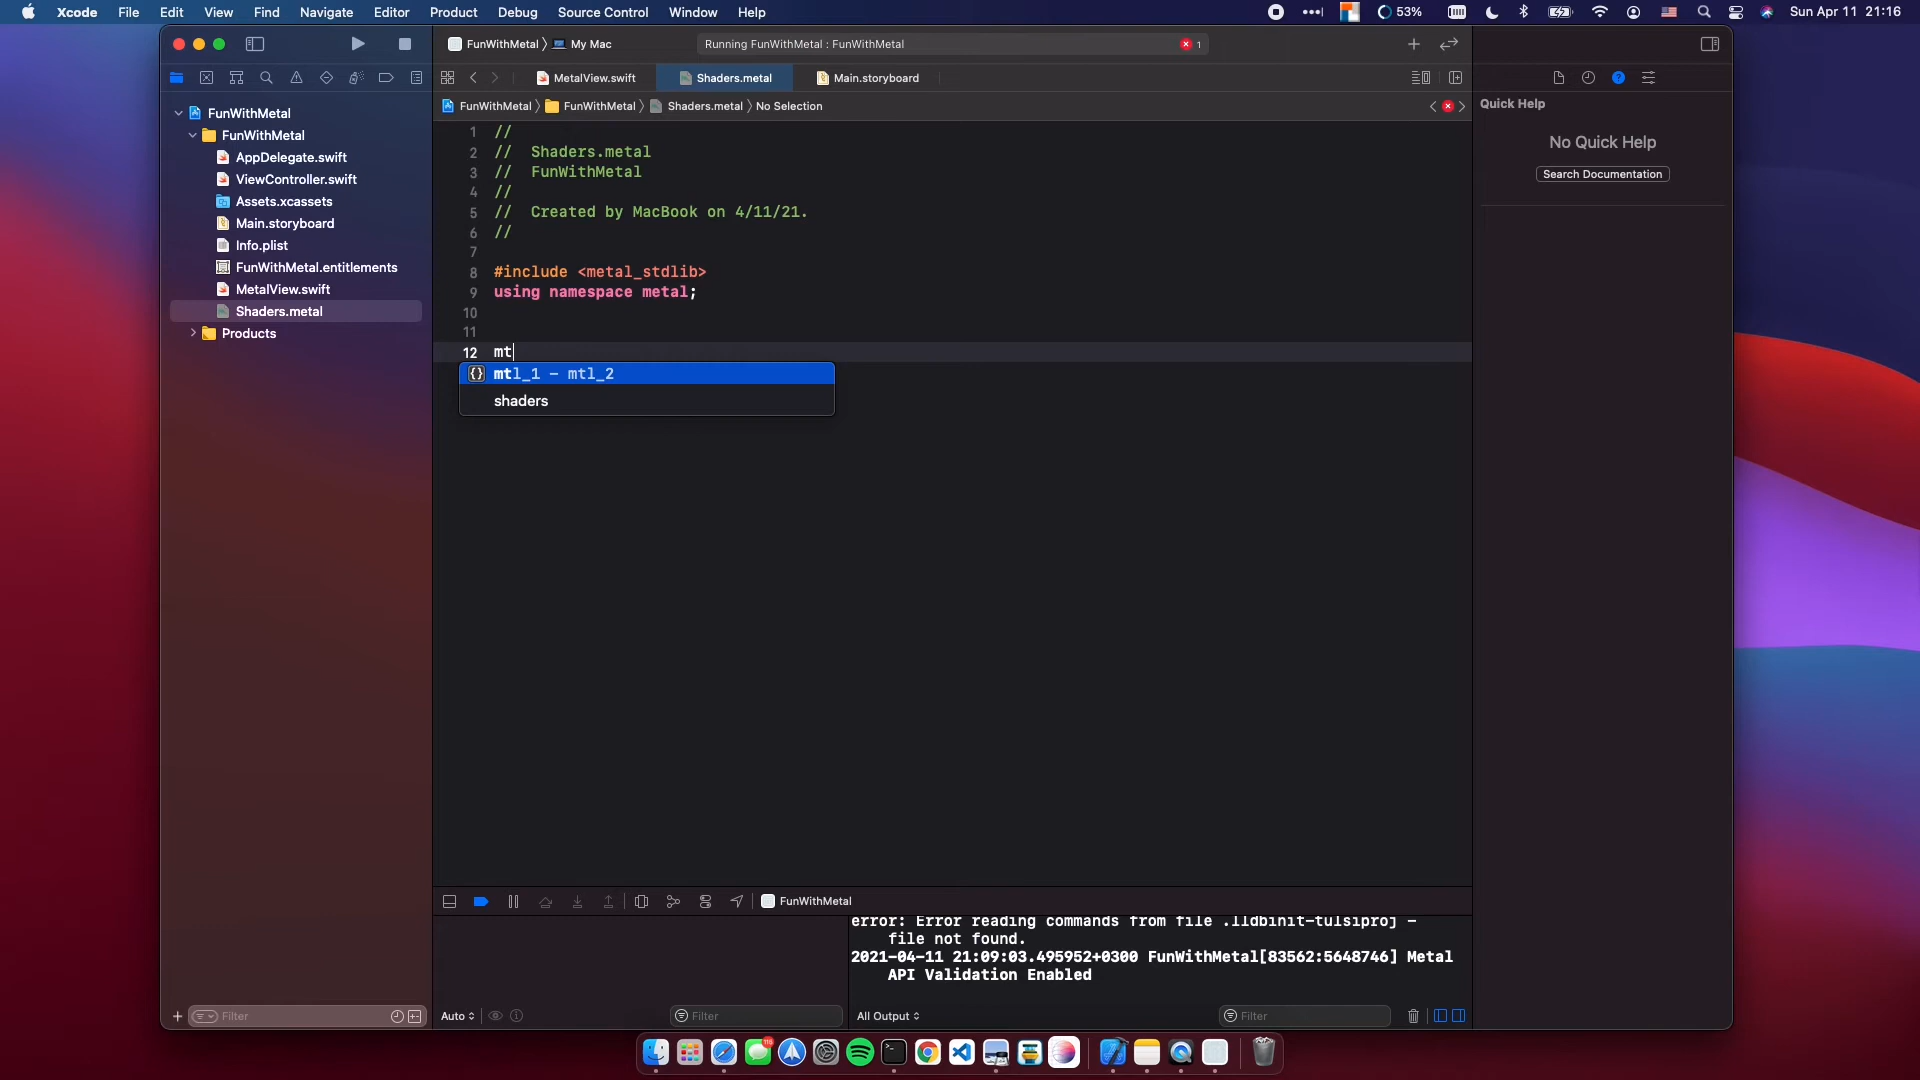 Xcode File Edit View Find Navigate Editor Product Debug Source Control Window Help 53% Sun Apr 11 21:16
FunWithMetal My Mac Running FunWithMetal : FunWithMetal 1
MetalView.swift Shaders.metal Main.storyboard
FunWithMetal FunWithMetal Shaders.metal No Selection
FunWithMetal
FunWithMetal
AppDelegate.swift
ViewController.swift
Assets.xcassets
Main.storyboard
Info.plist
FunWithMetal.entitlements
MetalView.swift
Shaders.metal
Products
Filter
1 //
2 // Shaders.metal
3 // FunWithMetal
4 //
5 // Created by MacBook on 4/11/21.
6 //
7
8 #include <metal_stdlib>
9 using namespace metal;
10
11
12 mt
{} mtl_1 - mtl_2
shaders
Quick Help
No Quick Help
Search Documentation
FunWithMetal
error: Error reading commands from file .lldbinit-tulsiproj -
file not found.
2021-04-11 21:09:03.495952+0300 FunWithMetal[83562:5648746] Metal
API Validation Enabled
Auto Filter All Output Filter